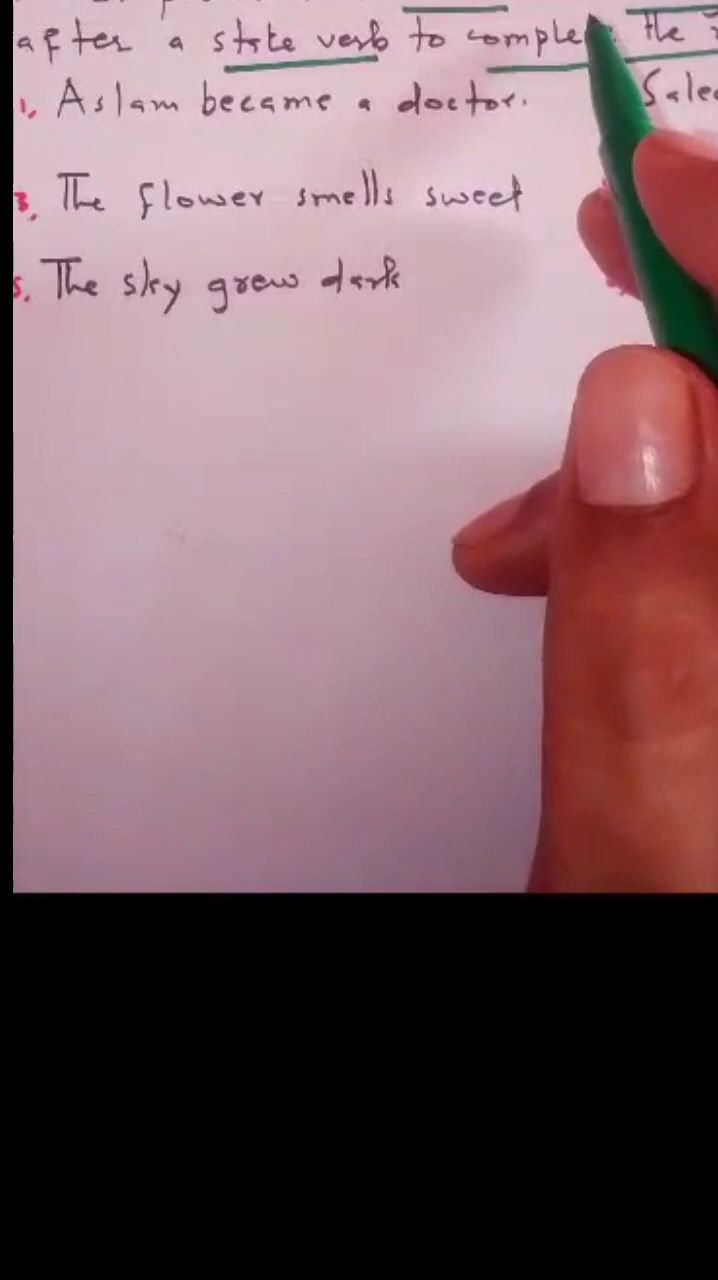 after a state verb to comple the
1, Aslam became a doctor. Sale
3, The flower smells sweet
5. The sky grew dark